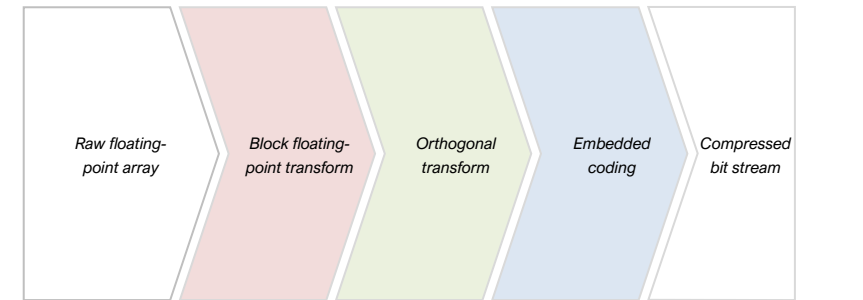 Raw floating-
point array
Block floating-
point transform
Orthogonal
transform
Embedded
coding
Compressed
bit stream